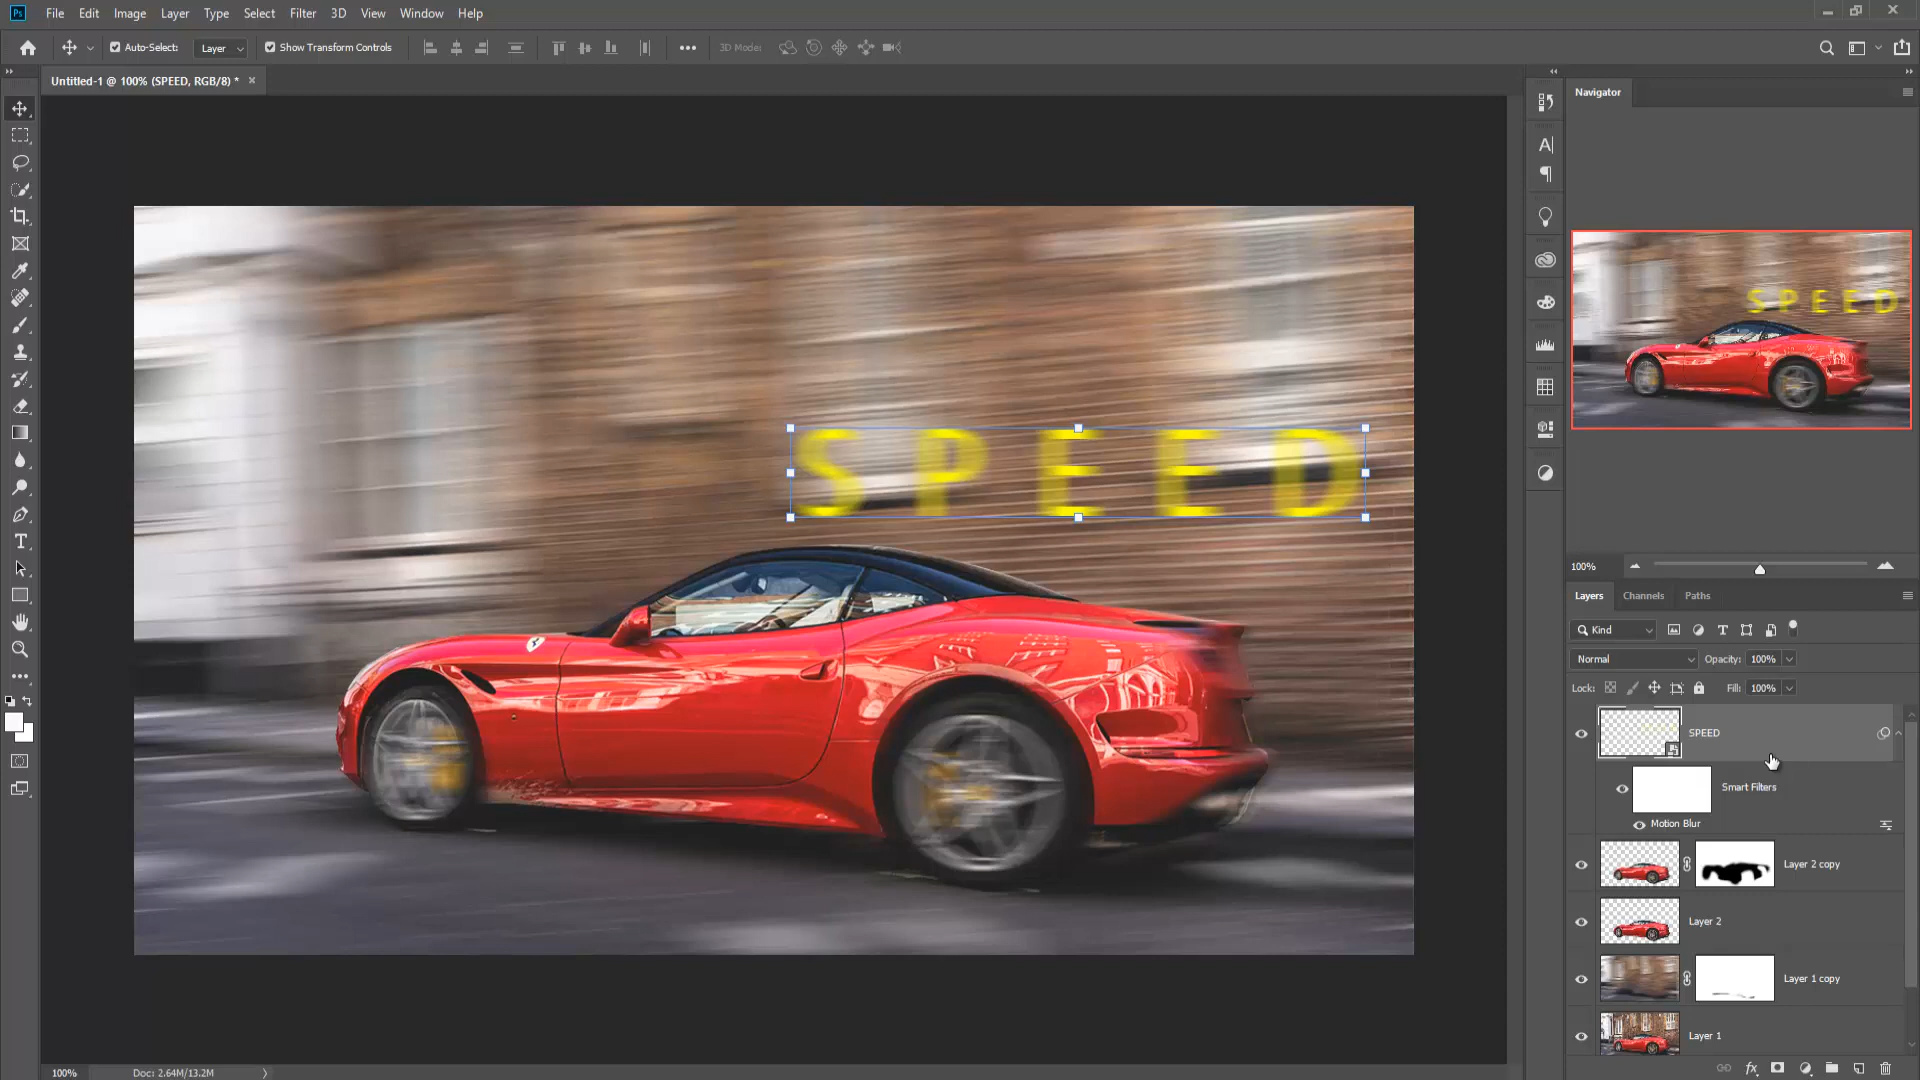 Ps File Edit Image Layer Type Select Filter 3D View Window Help
Auto-Select: Layer Show Transform Controls 3D Mode:
Untitled-1 @ 100% (SPEED, RGB/8) * ×
Navigator
SPEED
S P E E D
100%
Layers Channels Paths
Kind
Normal Opacity: 100%
Lock: Fill: 100%
SPEED
Smart Filters
Motion Blur
Layer 2 copy
Layer 2
Layer 1 copy
Layer 1
100% Doc: 2.64M/13.2M